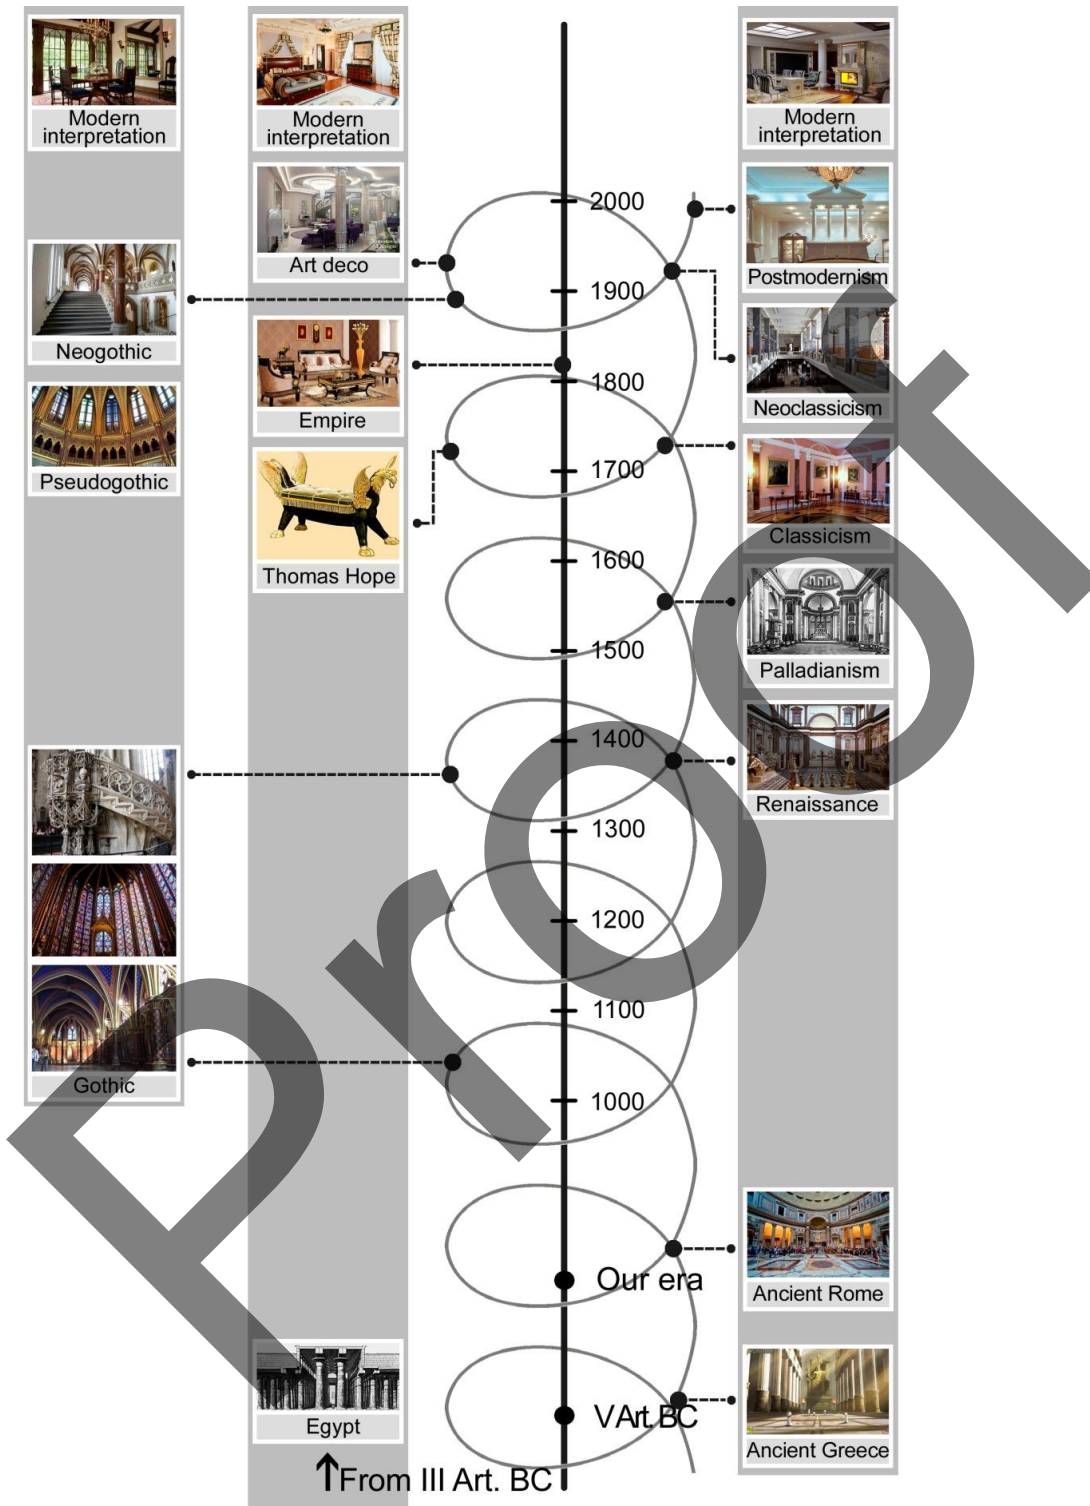 Modern
interpretation
Neogothic
Pseudogothic
Gothic
Modern
interpretation
Art deco
Empire
Thomas Hope
Egypt
From III Art. BC
2000
1900
1800
1700
1600
1500
1400
1300
1200
1100
1000
Our era
V Art. BC
Modern
interpretation
Postmodernism
Neoclassicism
Classicism
Palladianism
Renaissance
Ancient Rome
Ancient Greece
Proof